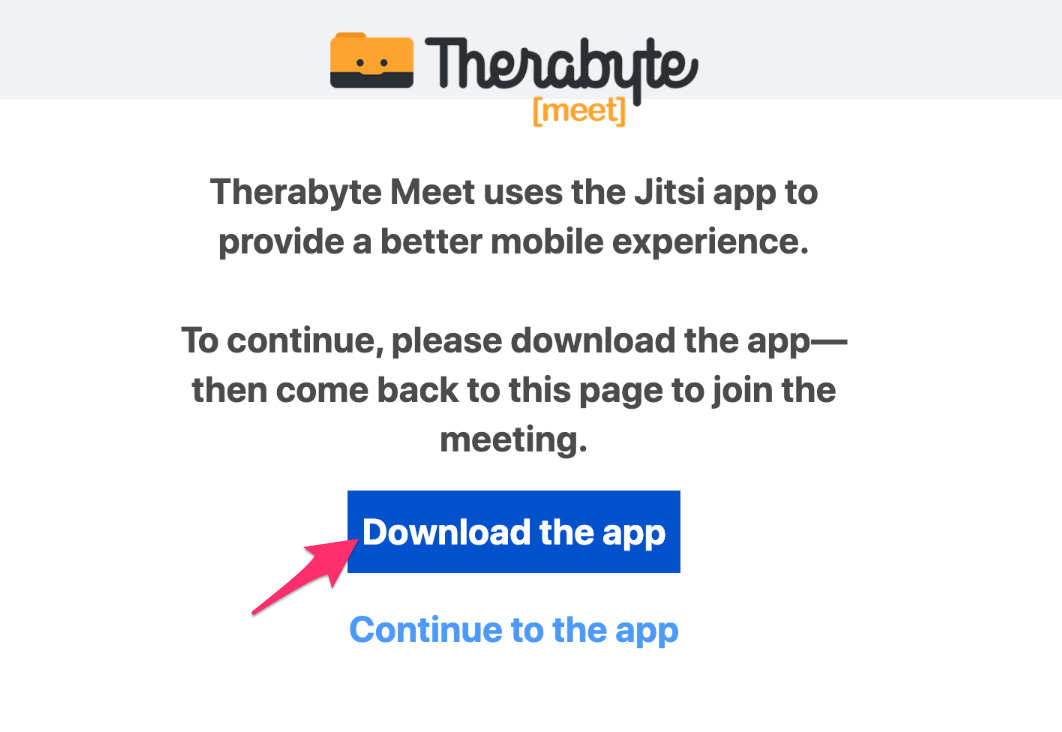 Therabyte
[meet]
Therabyte Meet uses the Jitsi app to
provide a better mobile experience.
To continue, please download the app—
then come back to this page to join the
meeting.
Download the app
Continue to the app